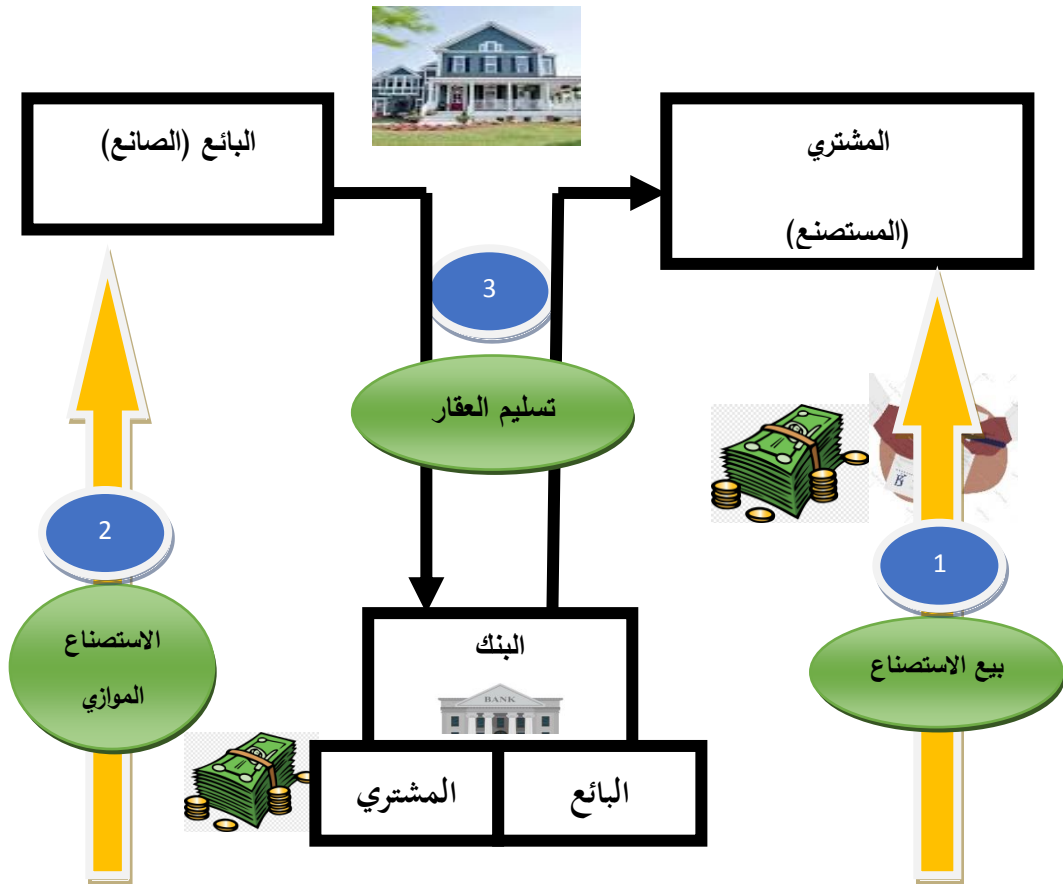 المشتري
(المستصنع)
البائع (الصانع)
3
تسليم العقار
1
بيع الاستصناع
2
الاستصناع
الموازي
البنك
BANK
البائع
المشتري